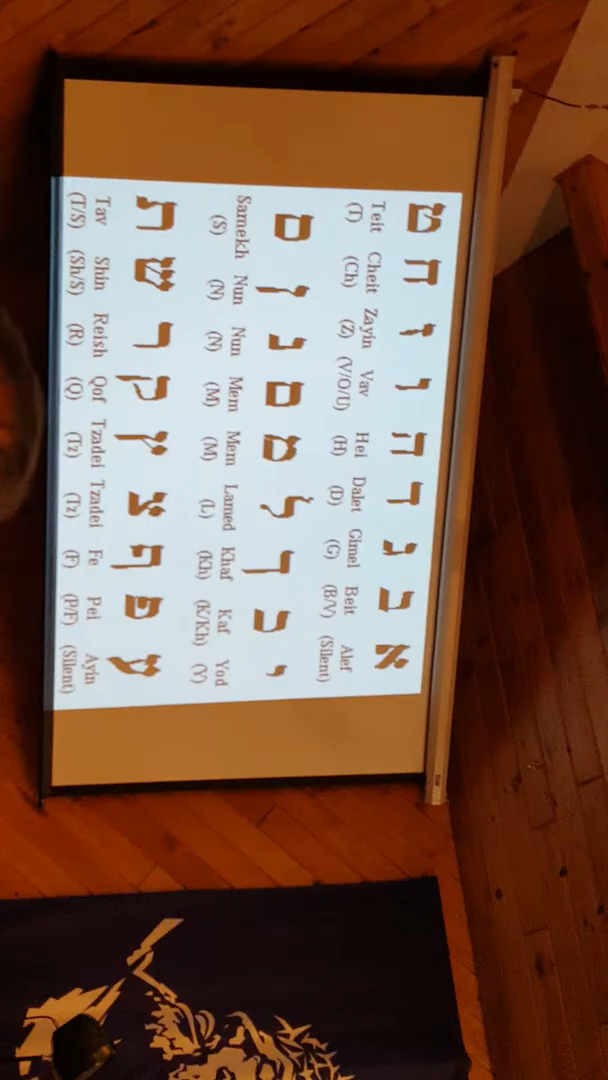 א ב ג ד ה ו ז ח ט
Teit Cheit Zayin Vav Hei Dalet Gimel Beit Alef
(T) (Ch) (Z) (V/O/U) (H) (D) (G) (B/V) (Silent)
י כ ך ל מ ם נ ן ס
Samekh Nun Nun Mem Mem Lamed Khaf Kaf Yod
(S) (N) (N) (M) (M) (L) (Kh) (K/Kh) (Y)
ע פ ף צ ץ ק ר ש ת
Tav Shin Reish Qof Tzadei Tzadei Fe Pei Ayin
(T/S) (Sh/S) (R) (Q) (Tz) (Tz) (F) (P/F) (Silent)